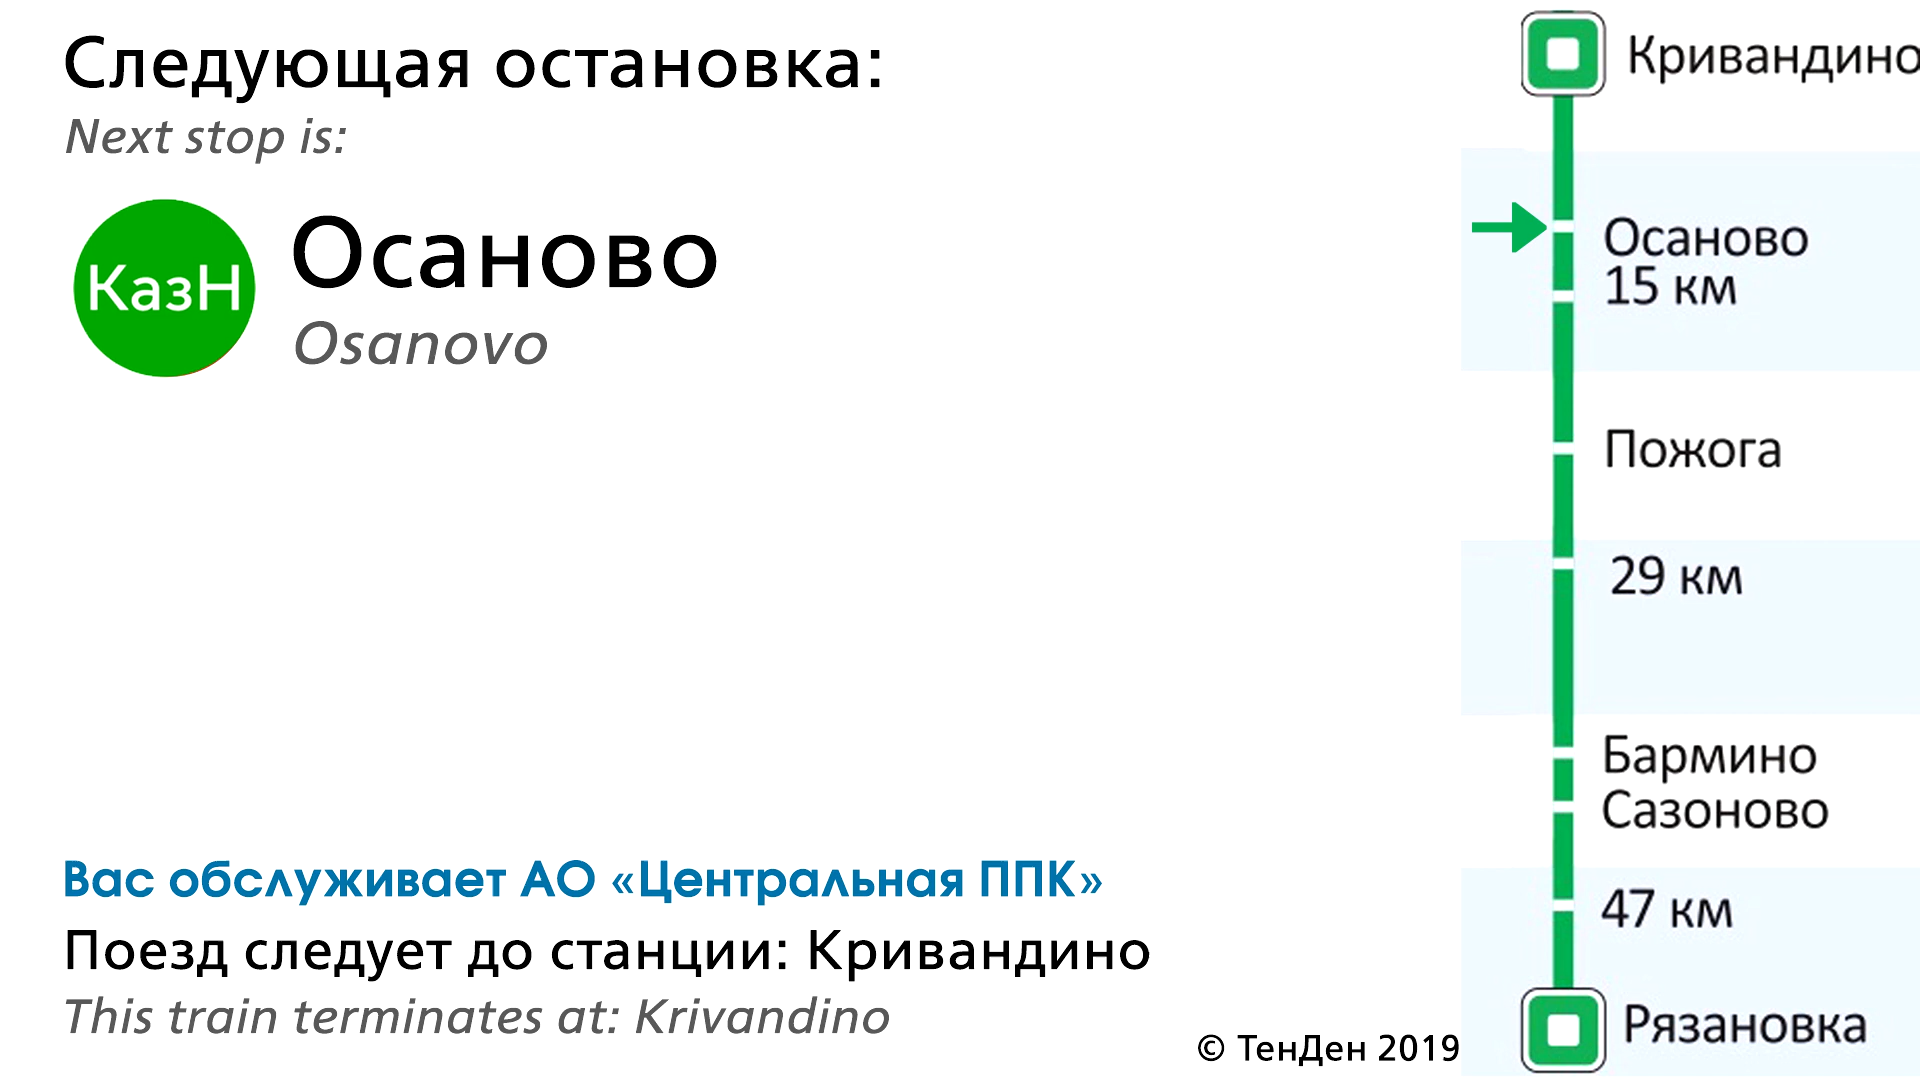 Следующая остановка:
Next stop is:
КазН
Осаново
Osanovo
Вас обслуживает АО «Центральная ППК»
Поезд следует до станции: Кривандино
This train terminates at: Krivandino
© ТенДен 2019
Кривандино
Осаново
15 км
Пожога
29 км
Бармино
Сазоново
47 км
Рязановка